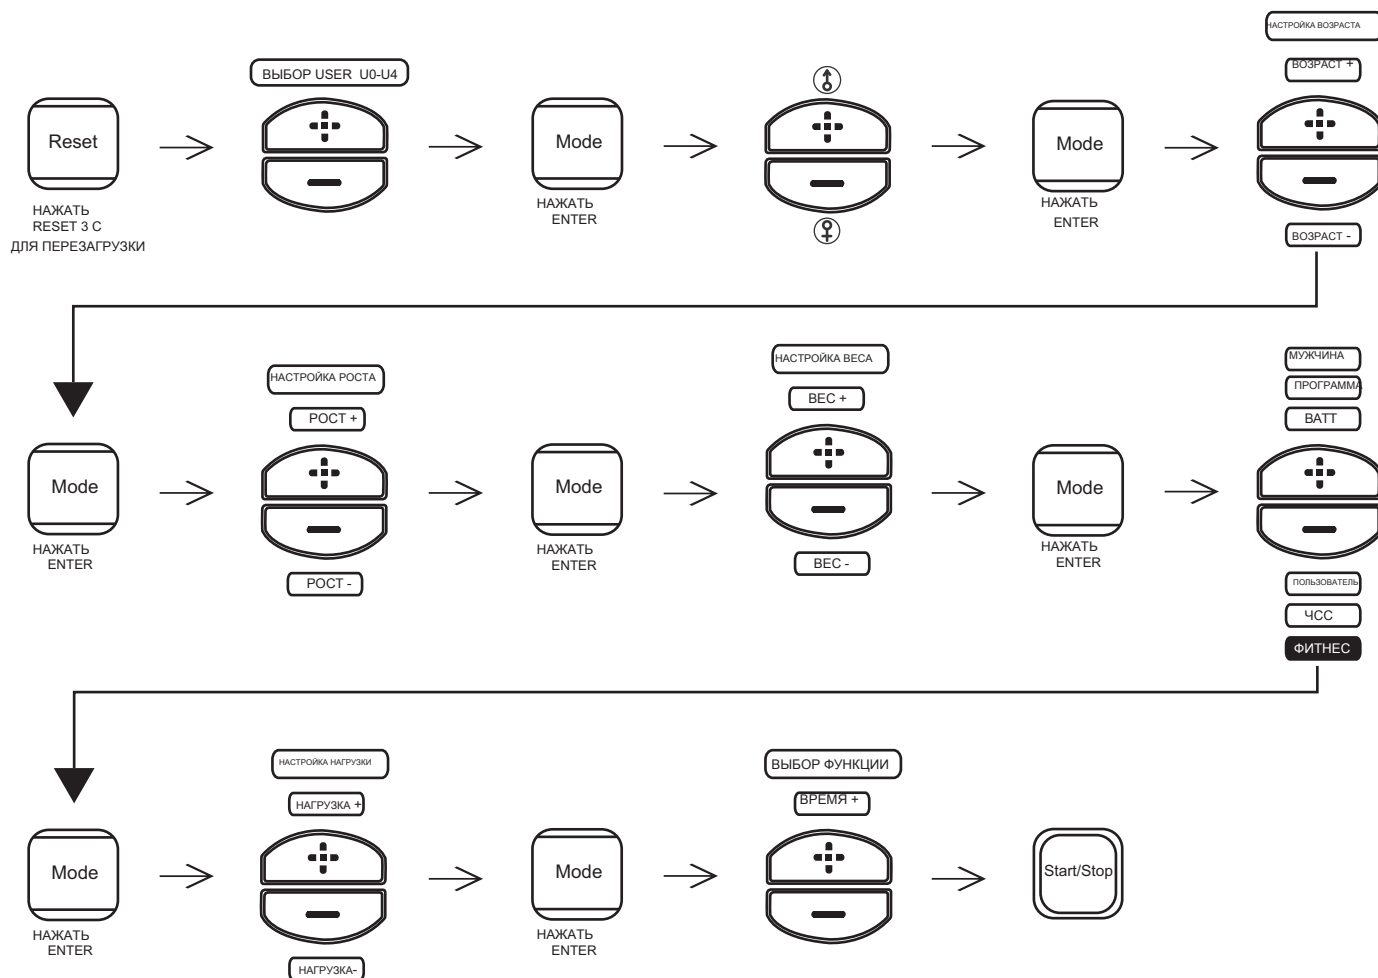 НАСТРОЙКА ВОЗРАСТА
ВЫБОР USER U0-U4
ВОЗРАСТ +
Reset
Mode
Mode
НАЖАТЬ
RESET 3 С
ДЛЯ ПЕРЕЗАГРУЗКИ
НАЖАТЬ
ENTER
НАЖАТЬ
ENTER
ВОЗРАСТ -
НАСТРОЙКА РОСТА
РОСТ +
НАСТРОЙКА ВЕСА
ВЕС +
МУЖЧИНА
ПРОГРАММА
ВАТТ
Mode
Mode
Mode
НАЖАТЬ
ENTER
РОСТ -
НАЖАТЬ
ENTER
ВЕС -
НАЖАТЬ
ENTER
ПОЛЬЗОВАТЕЛЬ
ЧСС
ФИТНЕС
НАСТРОЙКА НАГРУЗКИ
НАГРУЗКА +
ВЫБОР ФУНКЦИИ
ВРЕМЯ +
Mode
Mode
Start/Stop
НАЖАТЬ
ENTER
НАГРУЗКА-
НАЖАТЬ
ENTER